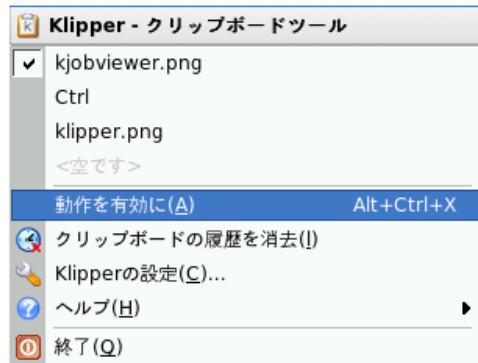 Klipper - クリップボードツール
kjobviewer.png
Ctrl
klipper.png
<空です>
動作を有効に(A) Alt+Ctrl+X
クリップボードの履歴を消去(I)
Klipperの設定(C)...
ヘルプ(H)
終了(Q)